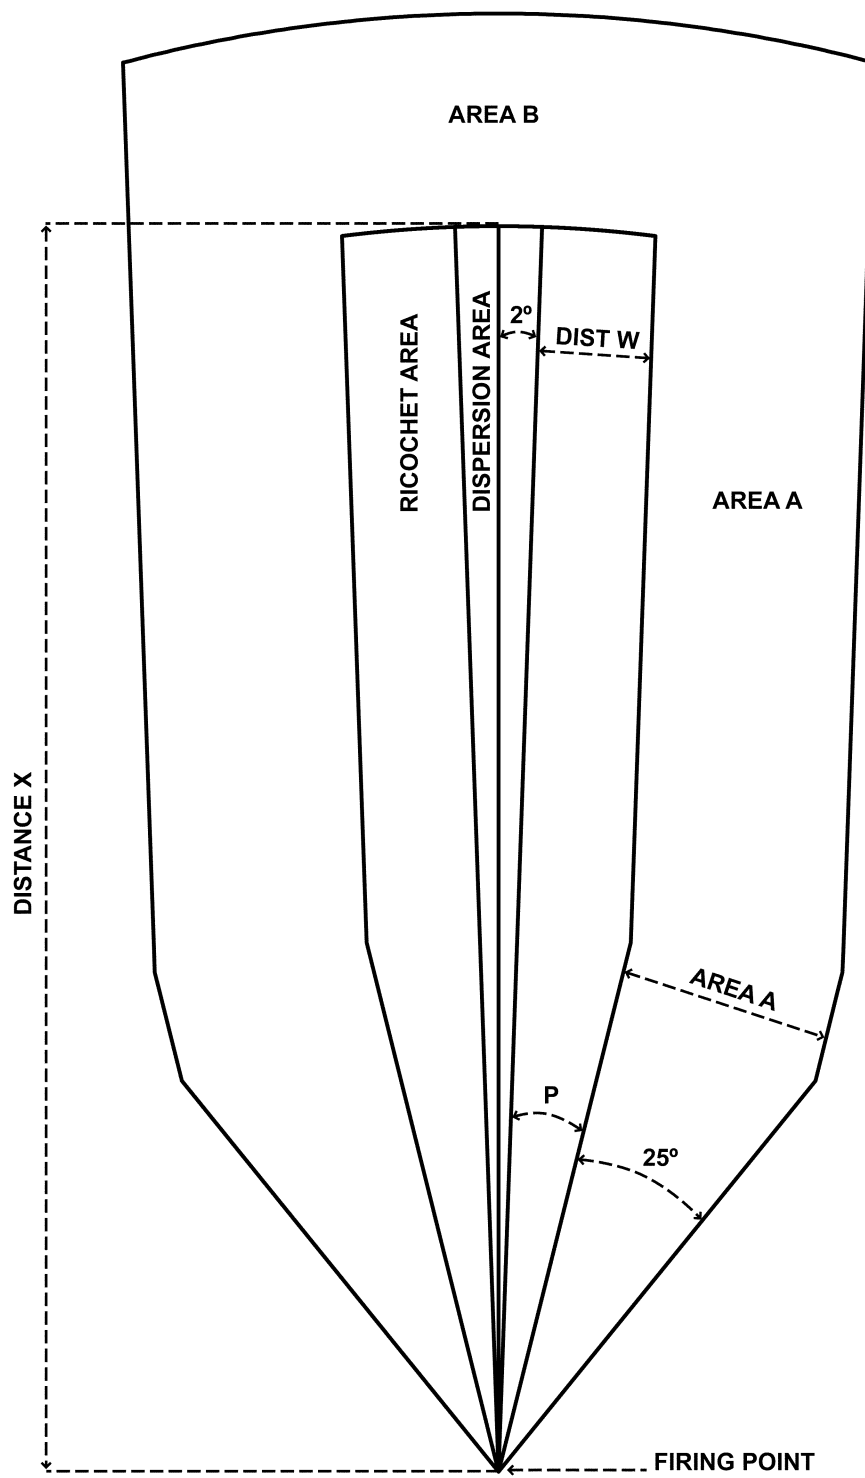 AREA B
2º
DIST W
RICOCHET AREA
DISPERSION AREA
AREA A
DISTANCE X
AREA A
P
25º
FIRING POINT